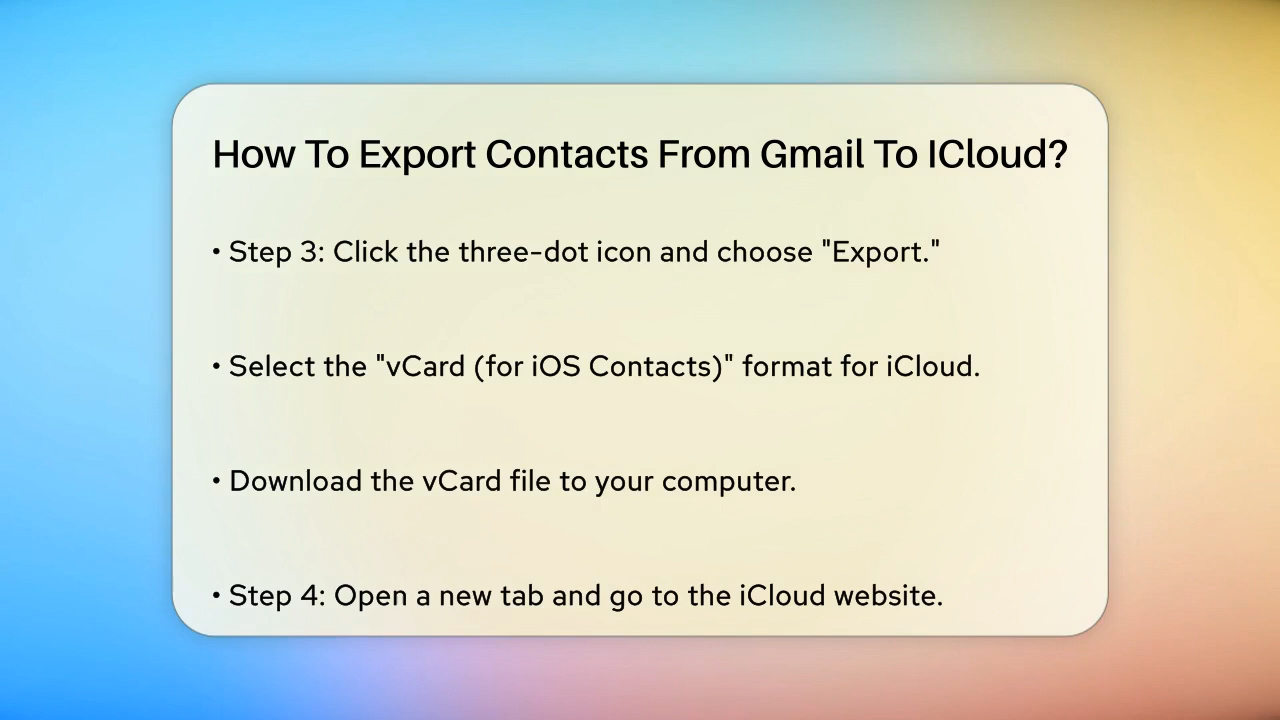 How To Export Contacts From Gmail To ICloud?
• Step 3: Click the three-dot icon and choose "Export."
• Select the "vCard (for iOS Contacts)" format for iCloud.
• Download the vCard file to your computer.
• Step 4: Open a new tab and go to the iCloud website.